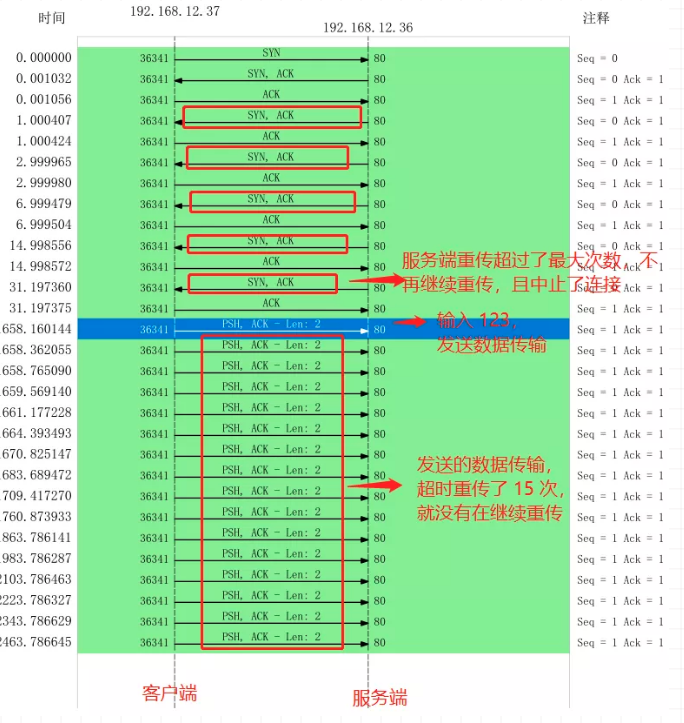 时间 192.168.12.37 192.168.12.36 注释
0.000000 36341 SYN 80 Seq = 0
0.001032 36341 SYN, ACK 80 Seq = 0 Ack = 1
0.001056 36341 ACK 80 Seq = 1 Ack = 1
1.000407 36341 SYN, ACK 80 Seq = 0 Ack = 1
1.000424 36341 ACK 80 Seq = 1 Ack = 1
2.999965 36341 SYN, ACK 80 Seq = 0 Ack = 1
2.999980 36341 ACK 80 Seq = 1 Ack = 1
6.999479 36341 SYN, ACK 80 Seq = 0 Ack = 1
6.999504 36341 ACK 80 Seq = 1 Ack = 1
14.998556 36341 SYN, ACK 80 Seq = 0 Ack = 1
14.998572 36341 ACK 80 Seq = 1 Ack = 1
31.197360 36341 SYN, ACK 80 Seq = 0 Ack = 1
31.197375 36341 ACK 80 Seq = 1 Ack = 1
服务端重传超过了最大次数，不
再继续重传，且中止了连接
658.160144 36341 PSH, ACK - Len: 2 80 Seq = 1 Ack = 1
输入 123，
发送数据传输
658.362055 36341 PSH, ACK - Len: 2 80 Seq = 1 Ack = 1
658.765090 36341 PSH, ACK - Len: 2 80 Seq = 1 Ack = 1
659.569140 36341 PSH, ACK - Len: 2 80 Seq = 1 Ack = 1
661.177228 36341 PSH, ACK - Len: 2 80 Seq = 1 Ack = 1
664.393493 36341 PSH, ACK - Len: 2 80 Seq = 1 Ack = 1
670.825147 36341 PSH, ACK - Len: 2 80 Seq = 1 Ack = 1
683.689472 36341 PSH, ACK - Len: 2 80 Seq = 1 Ack = 1
709.417270 36341 PSH, ACK - Len: 2 80 Seq = 1 Ack = 1
760.873933 36341 PSH, ACK - Len: 2 80 Seq = 1 Ack = 1
863.786141 36341 PSH, ACK - Len: 2 80 Seq = 1 Ack = 1
983.786287 36341 PSH, ACK - Len: 2 80 Seq = 1 Ack = 1
2103.786463 36341 PSH, ACK - Len: 2 80 Seq = 1 Ack = 1
2223.786327 36341 PSH, ACK - Len: 2 80 Seq = 1 Ack = 1
2343.786629 36341 PSH, ACK - Len: 2 80 Seq = 1 Ack = 1
2463.786645 36341 PSH, ACK - Len: 2 80 Seq = 1 Ack = 1
发送的数据传输，
超时重传了 15 次，
就没有在继续重传
客户端 服务端